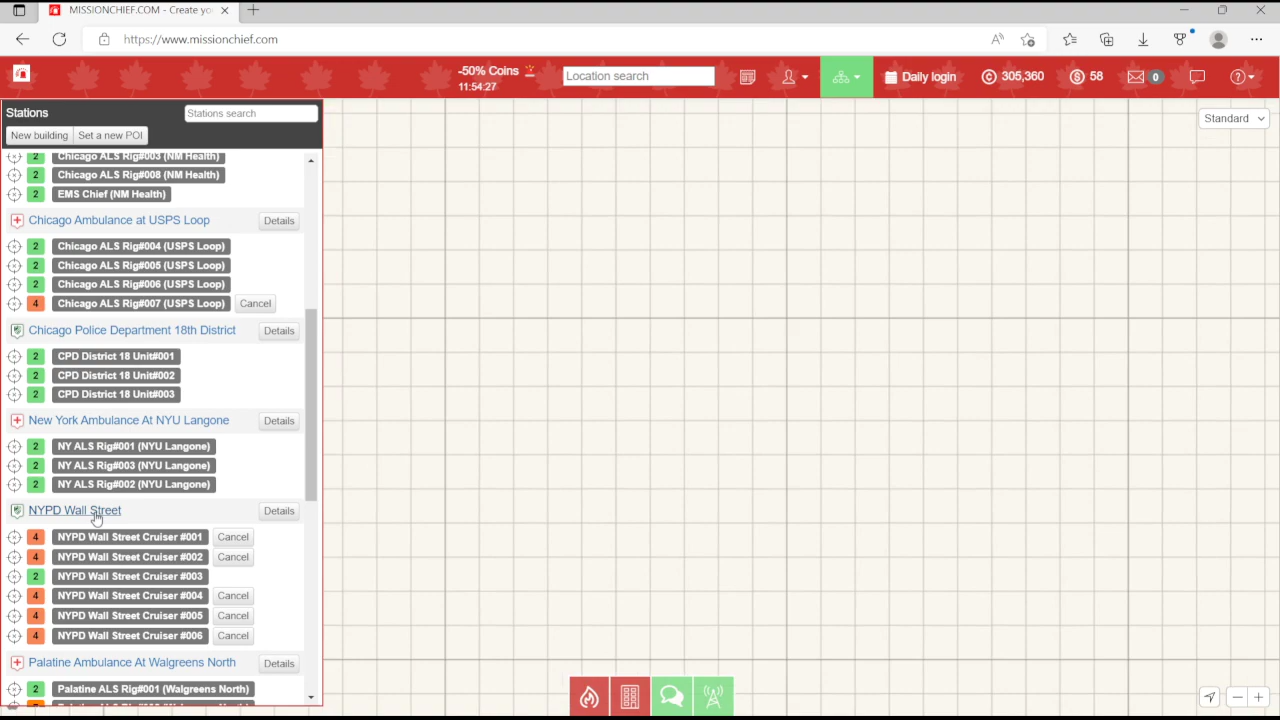 MISSIONCHIEF.COM - Create yo
https://www.missionchief.com
-50% Coins
11:54:27
Location search
Daily login
305,360
58
0
Stations
Stations search
New building
Set a new POI
2 Chicago ALS Rig#003 (NM Health)
2 Chicago ALS Rig#008 (NM Health)
2 EMS Chief (NM Health)
Chicago Ambulance at USPS Loop Details
2 Chicago ALS Rig#004 (USPS Loop)
2 Chicago ALS Rig#005 (USPS Loop)
2 Chicago ALS Rig#006 (USPS Loop)
4 Chicago ALS Rig#007 (USPS Loop) Cancel
Chicago Police Department 18th District Details
2 CPD District 18 Unit#001
2 CPD District 18 Unit#002
2 CPD District 18 Unit#003
New York Ambulance At NYU Langone Details
2 NY ALS Rig#001 (NYU Langone)
2 NY ALS Rig#003 (NYU Langone)
2 NY ALS Rig#002 (NYU Langone)
NYPD Wall Street Details
4 NYPD Wall Street Cruiser #001 Cancel
4 NYPD Wall Street Cruiser #002 Cancel
2 NYPD Wall Street Cruiser #003
4 NYPD Wall Street Cruiser #004 Cancel
4 NYPD Wall Street Cruiser #005 Cancel
4 NYPD Wall Street Cruiser #006 Cancel
Palatine Ambulance At Walgreens North Details
2 Palatine ALS Rig#001 (Walgreens North)
Standard